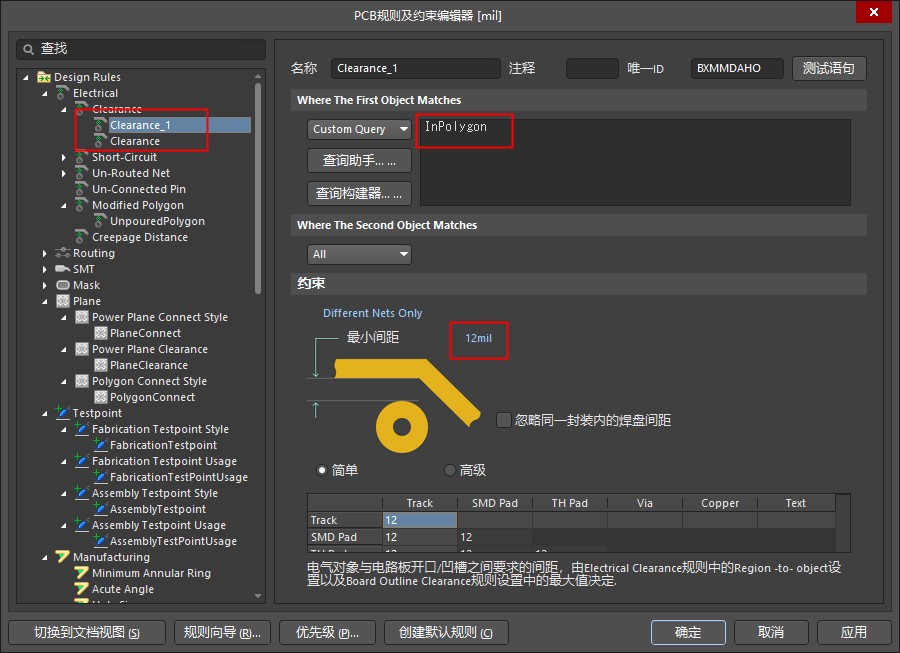 PCB规则及约束编辑器 [mil]
查找
Design Rules
Electrical
Clearance
Clearance_1
Clearance
Short-Circuit
Un-Routed Net
Un-Connected Pin
Modified Polygon
UnpouredPolygon
Creepage Distance
Routing
SMT
Mask
Plane
Power Plane Connect Style
PlaneConnect
Power Plane Clearance
PlaneClearance
Polygon Connect Style
PolygonConnect
Testpoint
Fabrication Testpoint Style
FabricationTestpoint
Fabrication Testpoint Usage
FabricationTestPointUsage
Assembly Testpoint Style
AssemblyTestpoint
Assembly Testpoint Usage
AssemblyTestPointUsage
Manufacturing
Minimum Annular Ring
Acute Angle
名称 Clearance_1 注释 唯一ID BXMMDAHO 测试语句
Where The First Object Matches
Custom Query InPolygon
查询助手... ...
查询构建器... ...
Where The Second Object Matches
All
约束
Different Nets Only
最小间距 12mil
忽略同一封装内的焊盘间距
简单 高级
Track SMD Pad TH Pad Via Copper Text
Track 12
SMD Pad 12 12
TH Pad 12 12 12
电气对象与电路板开口/凹槽之间要求的间距，由Electrical Clearance规则中的Region -to- object设
置以及Board Outline Clearance规则设置中的最大值决定.
切换到文档视图 (S) 规则向导 (R)... 优先级 (P)... 创建默认规则 (C) 确定 取消 应用